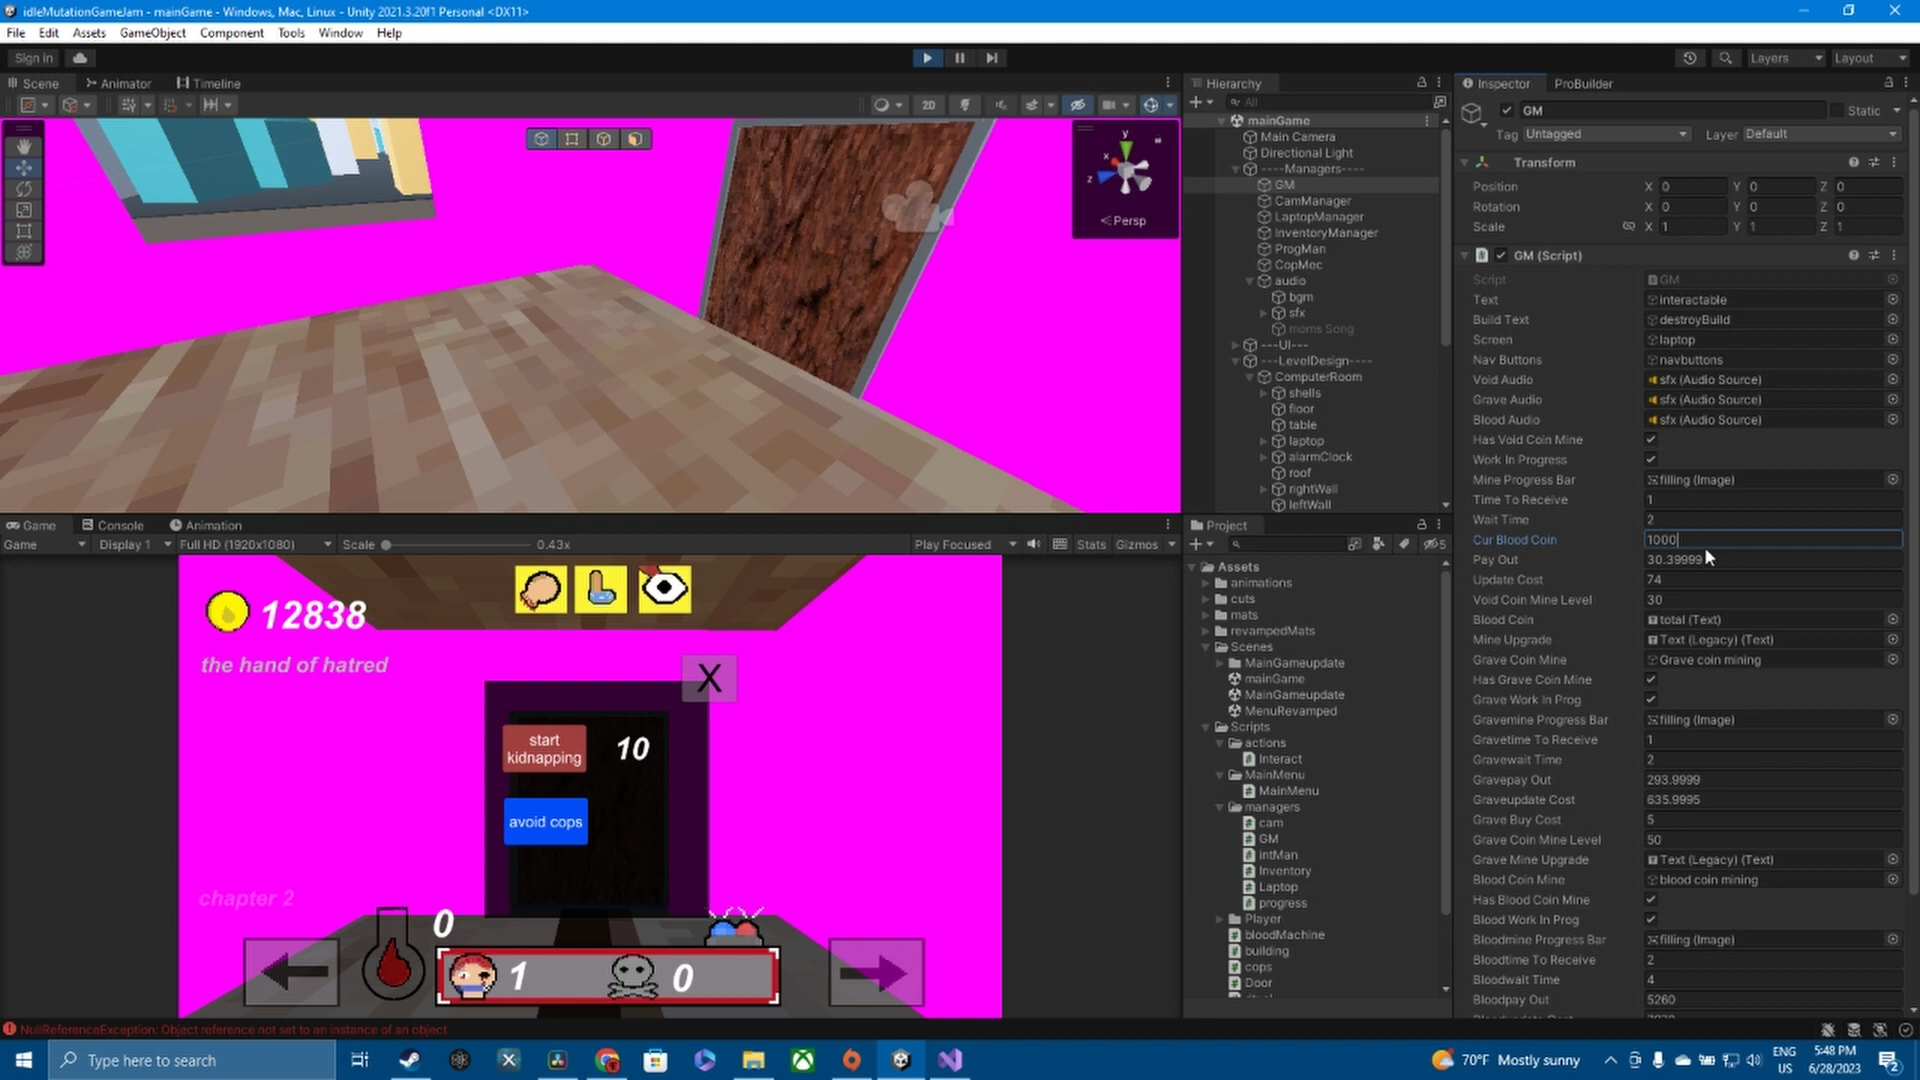 idleMutationGameJam - mainGame - Windows, Mac, Linux - Unity 2021.3.20f1 Personal <DX11>
File Edit Assets GameObject Component Tools Window Help
Sign in
Layers
Layout
Scene Animator Timeline
2D
y
x
z
Persp
Hierarchy
All
mainGame
Main Camera
Directional Light
----Managers----
GM
CamManager
LaptopManager
InventoryManager
ProgMan
CopMec
audio
bgm
sfx
moms Song
---UI---
---LevelDesign----
ComputerRoom
shells
floor
table
laptop
alarmClock
roof
rightWall
leftWall
Inspector ProBuilder
GM
Static
Tag Untagged
Layer Default
Transform
Position X 0 Y 0 Z 0
Rotation X 0 Y 0 Z 0
Scale X 1 Y 1 Z 1
GM (Script)
Script GM
Text interactable
Build Text destroyBuild
Screen laptop
Nav Buttons navbuttons
Void Audio sfx (Audio Source)
Grave Audio sfx (Audio Source)
Blood Audio sfx (Audio Source)
Has Void Coin Mine
Work In Progress
Mine Progress Bar filling (Image)
Time To Receive 1
Wait Time 2
Cur Blood Coin 1000
Pay Out 30.39999
Update Cost 74
Void Coin Mine Level 30
Blood Coin total (Text)
Mine Upgrade Text (Legacy) (Text)
Grave Coin Mine Grave coin mining
Has Grave Coin Mine
Grave Work In Prog
Gravemine Progress Bar filling (Image)
Gravetime To Receive 1
Gravewait Time 2
Gravepay Out 293.9999
Graveupdate Cost 635.9995
Grave Buy Cost 5
Grave Coin Mine Level 50
Grave Mine Upgrade Text (Legacy) (Text)
Blood Coin Mine blood coin mining
Has Blood Coin Mine
Blood Work In Prog
Bloodmine Progress Bar filling (Image)
Bloodtime To Receive 2
Bloodwait Time 4
Bloodpay Out 5260
Game Console Animation
Game Display 1 Full HD (1920x1080) Scale 0.43x Play Focused Stats Gizmos
12838
the hand of hatred
X
start
kidnapping
10
avoid cops
chapter 2
0
1
0
Project
5
Assets
animations
cuts
mats
revampedMats
Scenes
MainGameupdate
mainGame
MainGameupdate
MenuRevamped
Scripts
actions
Interact
MainMenu
MainMenu
managers
cam
GM
intMan
Inventory
Laptop
progress
Player
bloodMachine
building
cops
Door
NullReferenceException: Object reference not set to an instance of an object
Type here to search
70°F Mostly sunny
ENG
US
5:48 PM
6/28/2023
2